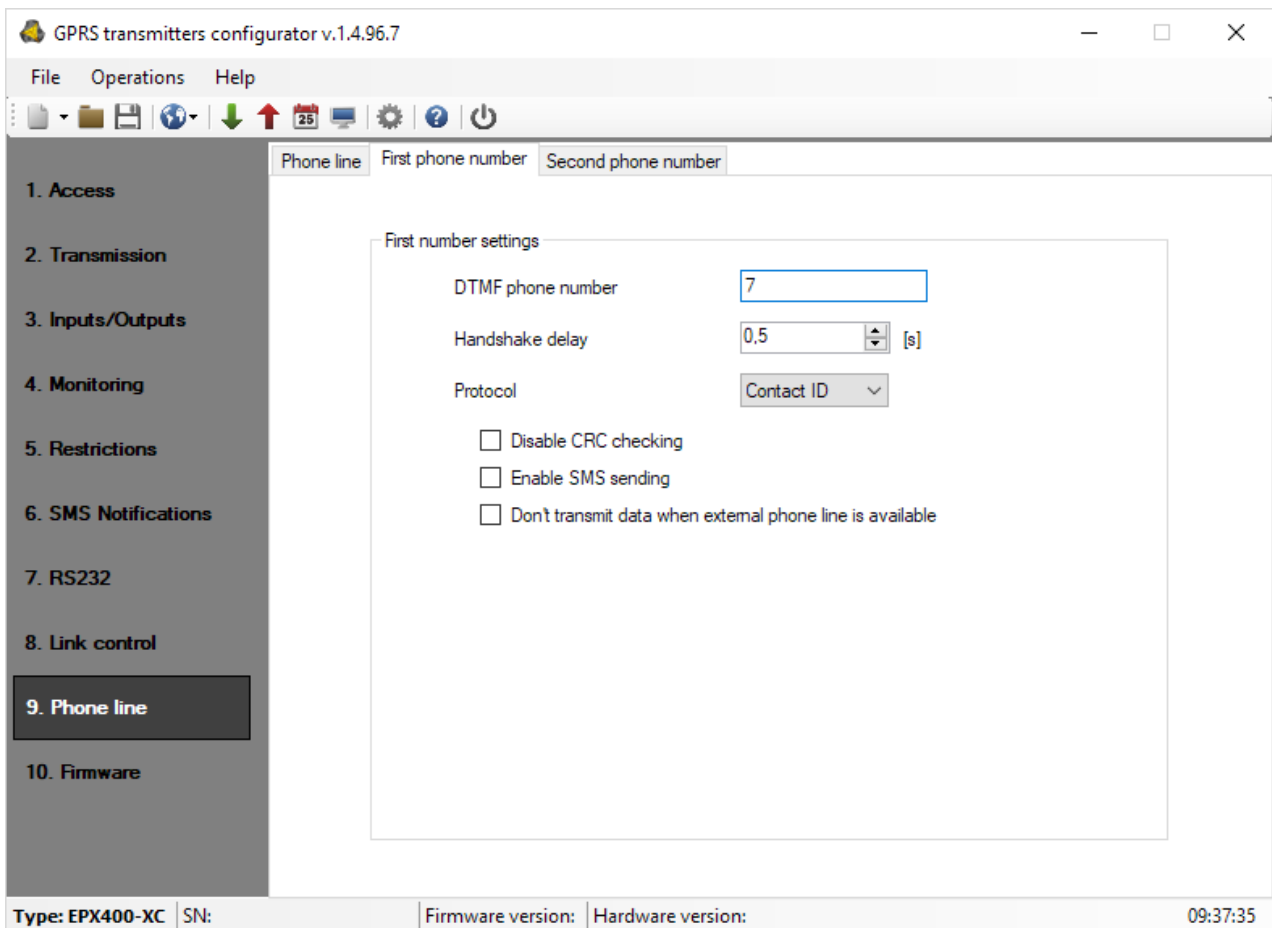 GPRS transmitters configurator v.1.4.96.7
File Operations Help
25
Phone line First phone number Second phone number
1. Access
2. Transmission
3. Inputs/Outputs
4. Monitoring
5. Restrictions
6. SMS Notifications
7. RS232
8. Link control
9. Phone line
10. Firmware
First number settings
DTMF phone number 7
Handshake delay 0,5 [s]
Protocol Contact ID
Disable CRC checking
Enable SMS sending
Don't transmit data when external phone line is available
Type: EPX400-XC SN: Firmware version: Hardware version: 09:37:35